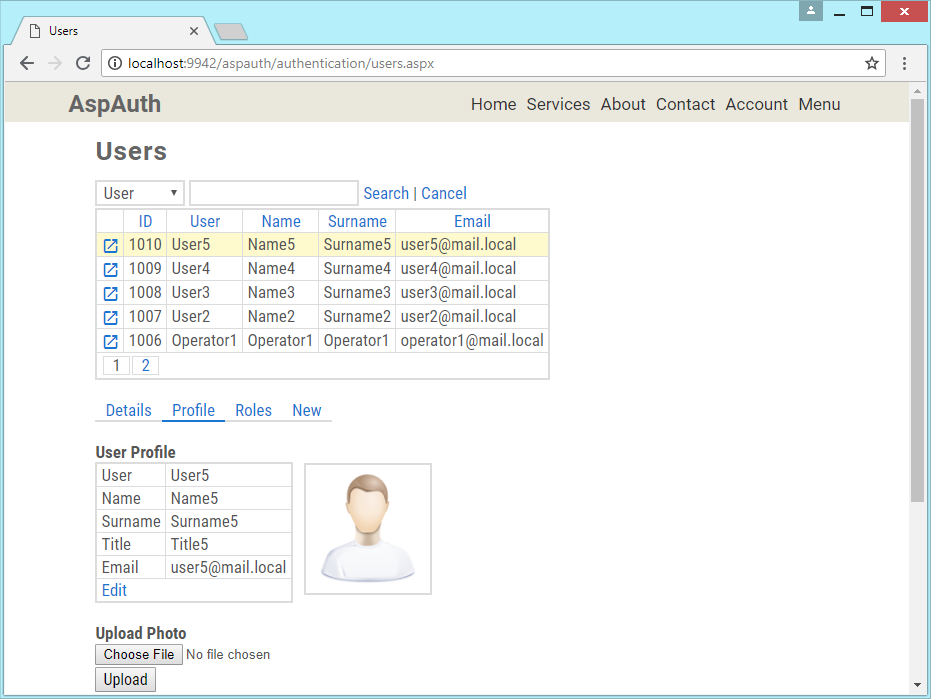 Users
localhost:9942/aspauth/authentication/users.aspx
AspAuth Home Services About Contact Account Menu
Users
User Search | Cancel
ID User Name Surname Email
1010 User5 Name5 Surname5 user5@mail.local
1009 User4 Name4 Surname4 user4@mail.local
1008 User3 Name3 Surname3 user3@mail.local
1007 User2 Name2 Surname2 user2@mail.local
1006 Operator1 Operator1 Operator1 operator1@mail.local
1 2
Details Profile Roles New
User Profile
User User5
Name Name5
Surname Surname5
Title Title5
Email user5@mail.local
Edit
Upload Photo
Choose File No file chosen
Upload